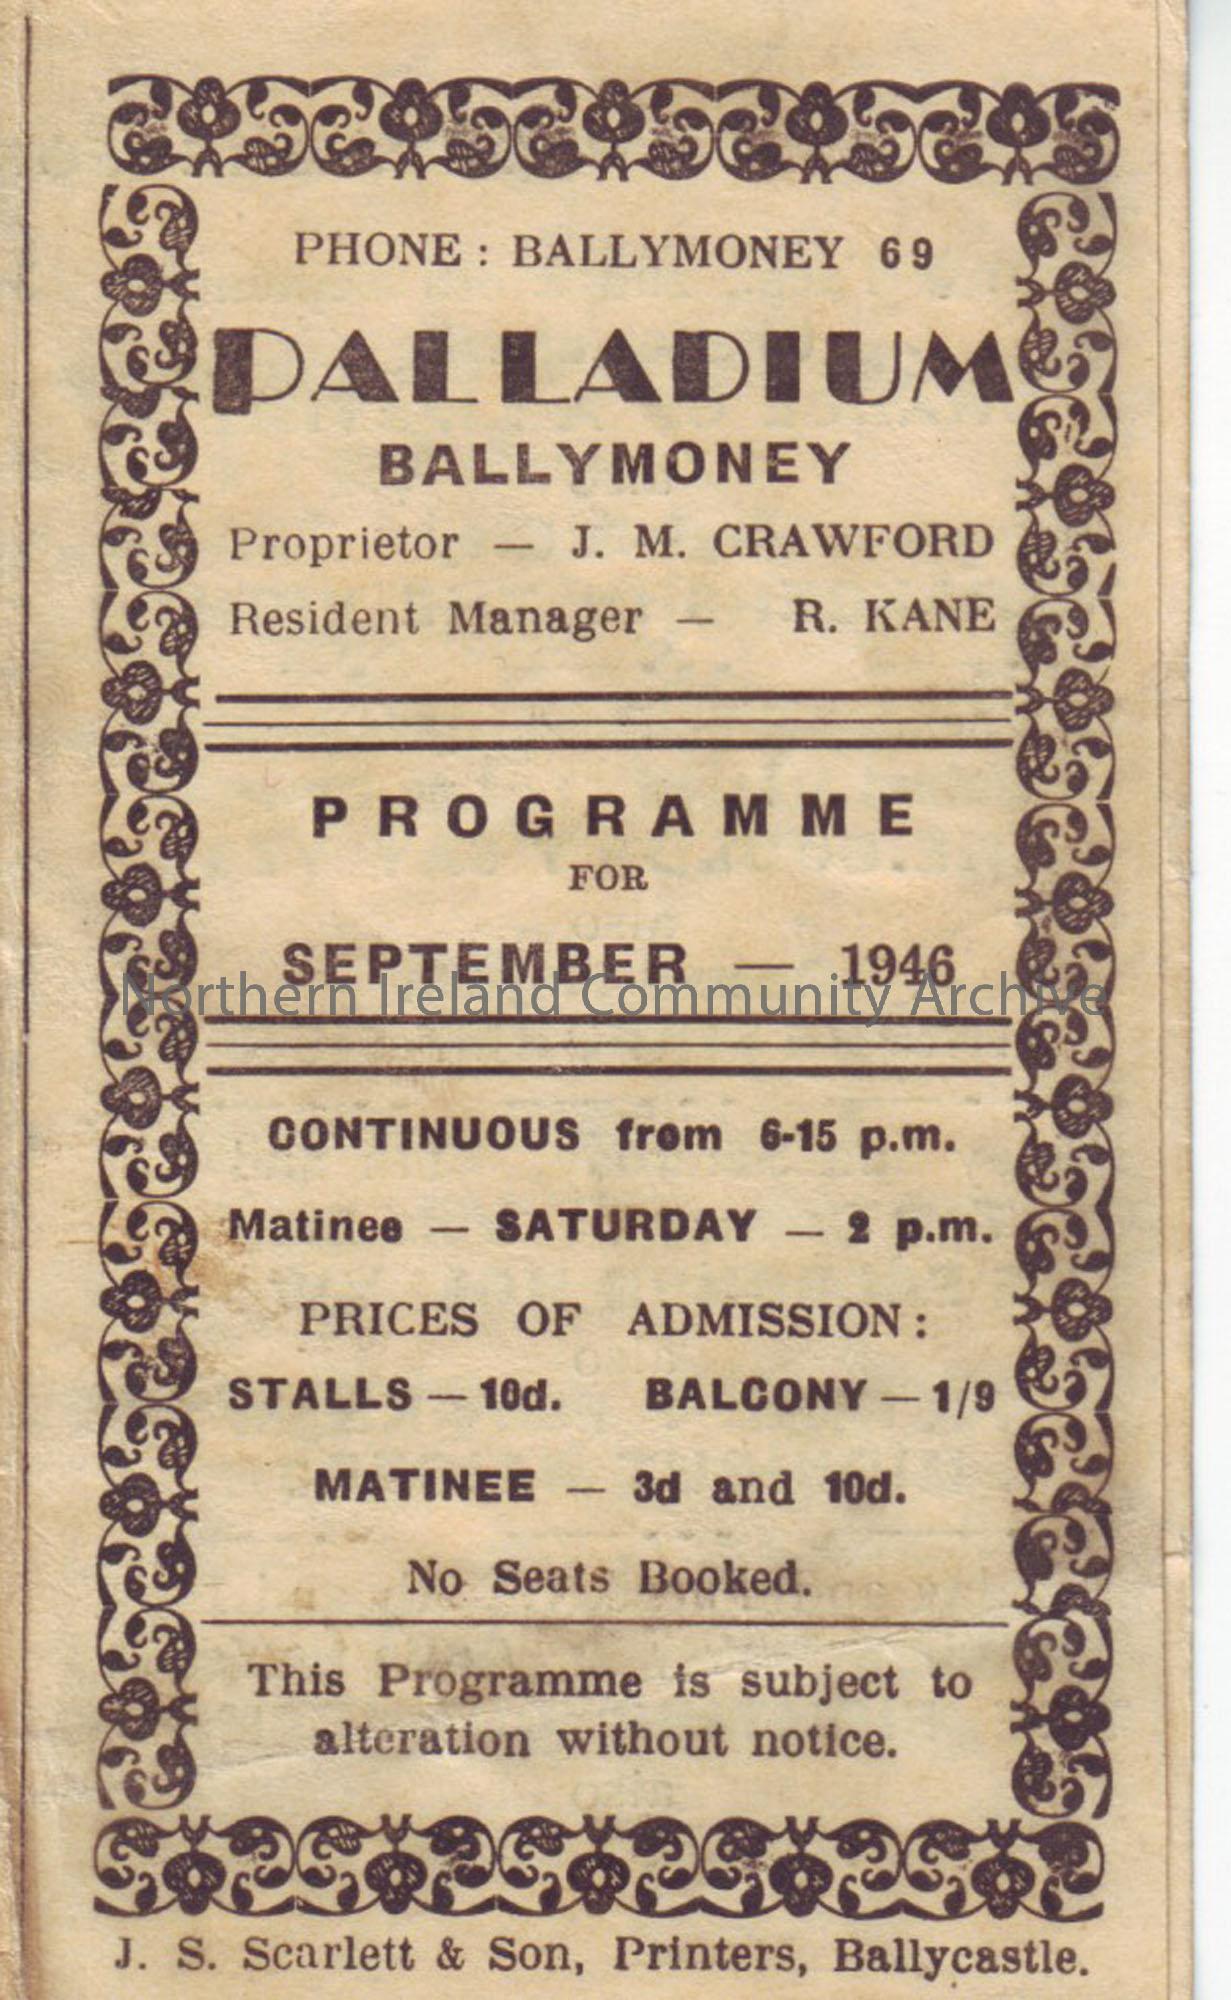 PHONE : BALLYMONEY 69
PALLADIUM
BALLYMONEY
Proprietor — J. M. CRAWFORD
Resident Manager — R. KANE
PROGRAMME
FOR
SEPTEMBER — 1946
Northern Ireland Community Archive
CONTINUOUS from 6-15 p.m.
Matinee — SATURDAY — 2 p.m.
PRICES OF ADMISSION :
STALLS — 10d. BALCONY — 1/9
MATINEE — 3d and 10d.
No Seats Booked.
This Programme is subject to
alteration without notice.
J. S. Scarlett & Son, Printers, Ballycastle.